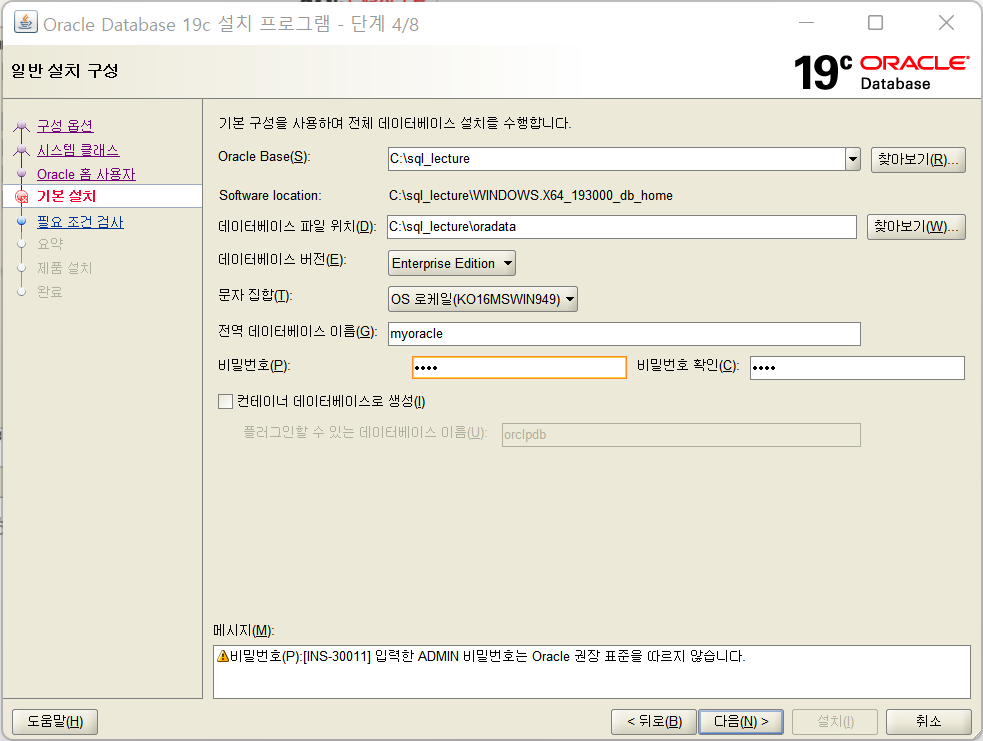 Oracle Database 19c 설치 프로그램 - 단계 4/8
일반 설치 구성
19c ORACLE Database
구성 옵션
시스템 클래스
Oracle 홈 사용자
기본 설치
필요 조건 검사
요약
제품 설치
완료
기본 구성을 사용하여 전체 데이터베이스 설치를 수행합니다.
Oracle Base(S): C:\sql_lecture 찾아보기(R)...
Software location: C:\sql_lecture\WINDOWS.X64_193000_db_home
데이터베이스 파일 위치(D): C:\sql_lecture\oradata 찾아보기(W)...
데이터베이스 버전(E): Enterprise Edition
문자 집합(T): OS 로케일(KO16MSWIN949)
전역 데이터베이스 이름(G): myoracle
비밀번호(P): •••• 비밀번호 확인(C): ••••
컨테이너 데이터베이스로 생성(I)
플러그인할 수 있는 데이터베이스 이름(U): orclpdb
메시지(M):
비밀번호(P):[INS-30011] 입력한 ADMIN 비밀번호는 Oracle 권장 표준을 따르지 않습니다.
도움말(H) < 뒤로(B) 다음(N) > 설치(I) 취소